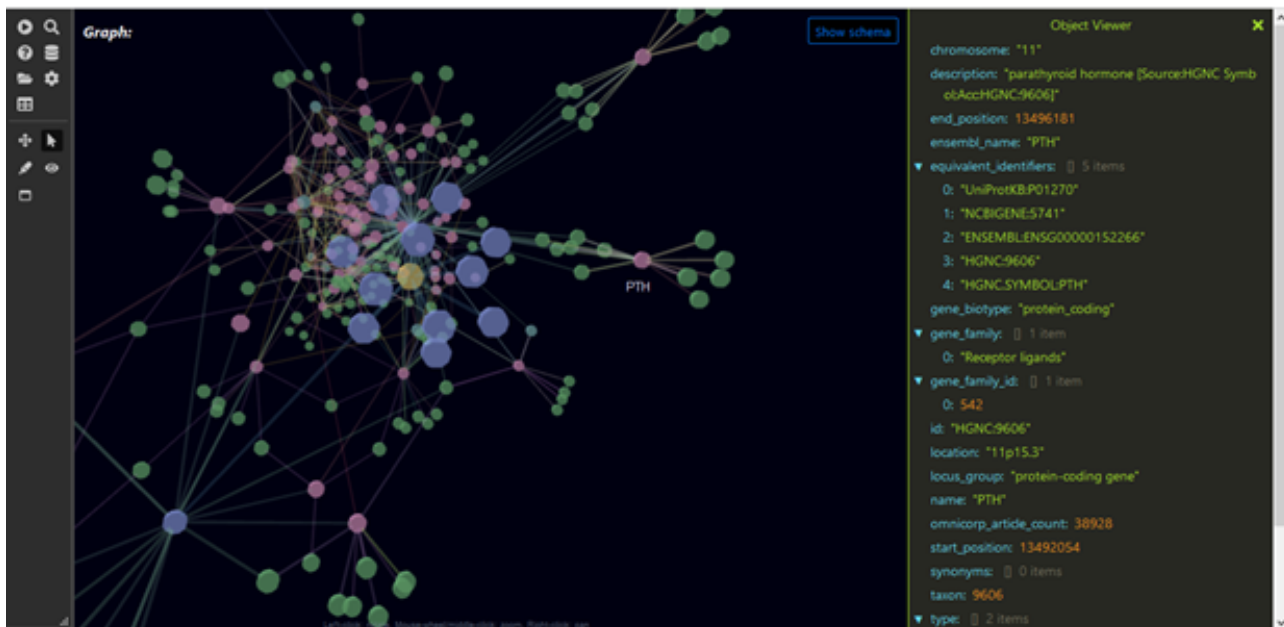 Graph:
Show schema
PTH
Object Viewer
chromosome: "11"
description: "parathyroid hormone [Source:HGNC Symb
ol;Acc:HGNC:9606]"
end_position: 13496181
ensembl_name: "PTH"
equivalent_identifiers: [] 5 items
0: "UniProtKB:P01270"
1: "NCBIGENE:5741"
2: "ENSEMBL:ENSG00000152266"
3: "HGNC:9606"
4: "HGNC.SYMBOL:PTH"
gene_biotype: "protein_coding"
gene_family: [] 1 item
0: "Receptor ligands"
gene_family_id: [] 1 item
0: 542
id: "HGNC:9606"
location: "11p15.3"
locus_group: "protein-coding gene"
name: "PTH"
omnicorp_article_count: 38928
start_position: 13492054
synonyms: [] 0 items
taxon: 9606
type: [] 2 items